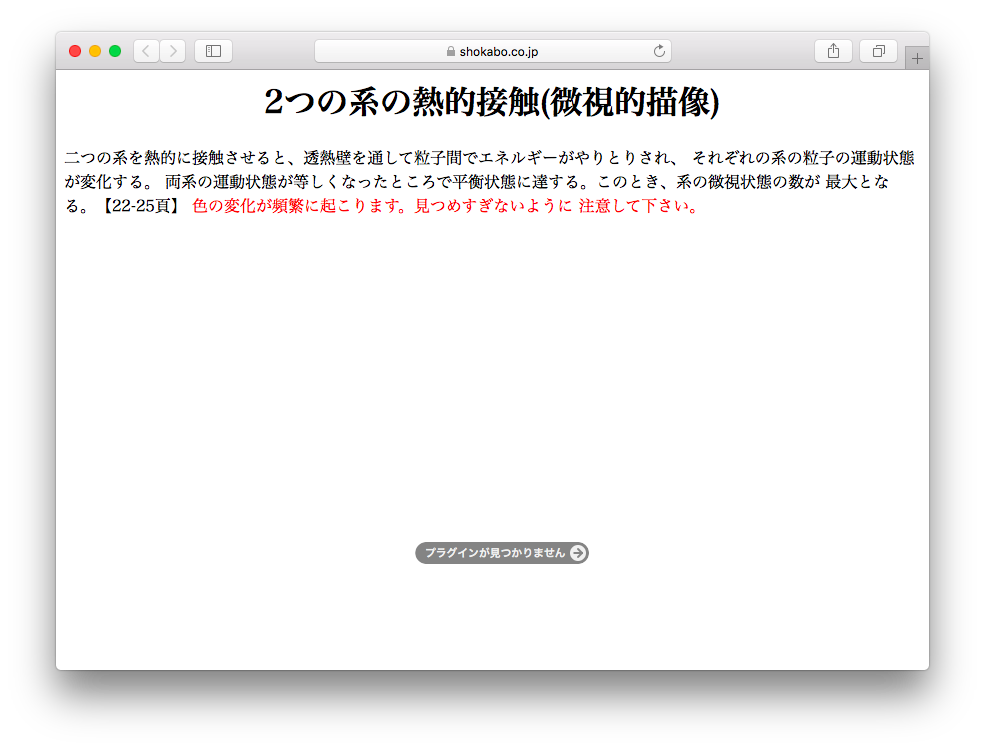 shokabo.co.jp
2つの系の熱的接触(微視的描像)
二つの系を熱的に接触させると、透熱壁を通して粒子間でエネルギーがやりとりされ、 それぞれの系の粒子の運動状態
が変化する。 両系の運動状態が等しくなったところで平衡状態に達する。このとき、系の微視状態の数が 最大とな
る。【22-25頁】 色の変化が頻繁に起こります。見つめすぎないように 注意して下さい。
プラグインが見つかりません